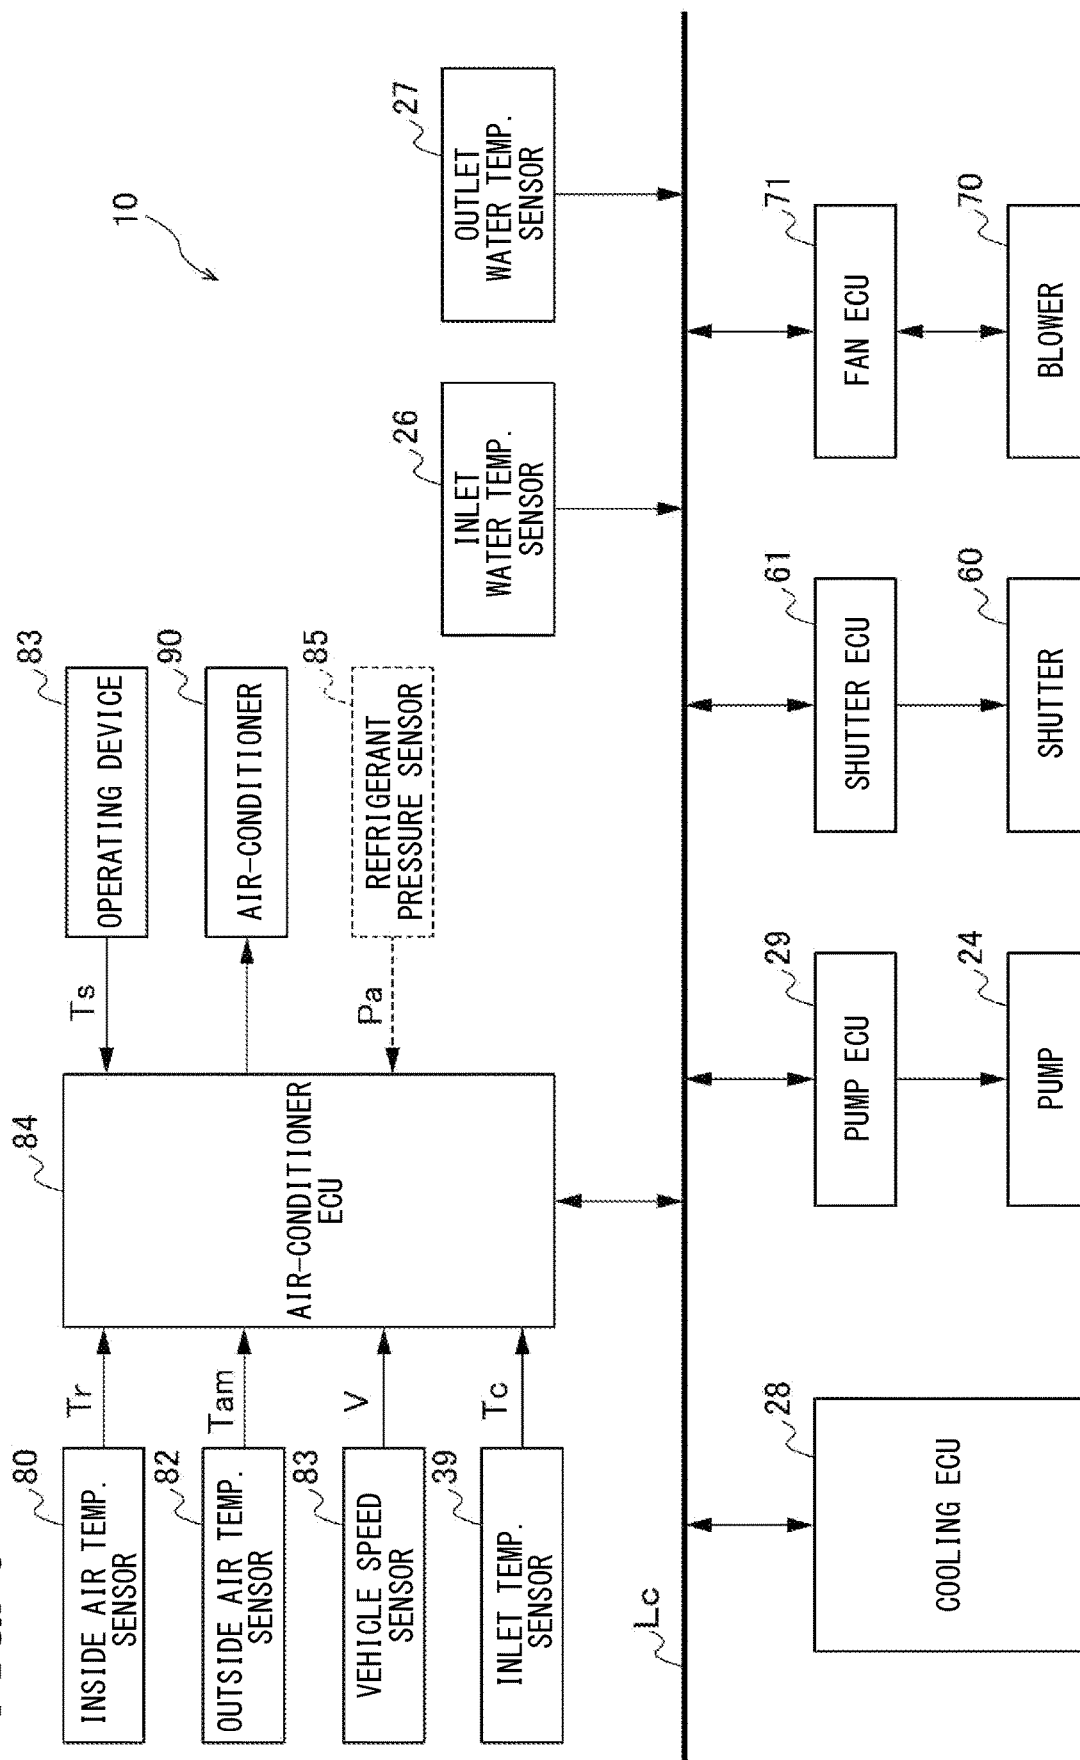 10
80
INSIDE AIR TEMP.
SENSOR
Tr
82
OUTSIDE AIR TEMP.
SENSOR
Tam
83
VEHICLE SPEED
SENSOR
V
39
INLET TEMP.
SENSOR
Tc
84
AIR-CONDITIONER
ECU
Ts
83
OPERATING DEVICE
90
AIR-CONDITIONER
Pa
85
REFRIGERANT
PRESSURE SENSOR
26
INLET
WATER TEMP.
SENSOR
27
OUTLET
WATER TEMP.
SENSOR
Lc
28
COOLING ECU
29
PUMP ECU
24
PUMP
61
SHUTTER ECU
60
SHUTTER
71
FAN ECU
70
BLOWER